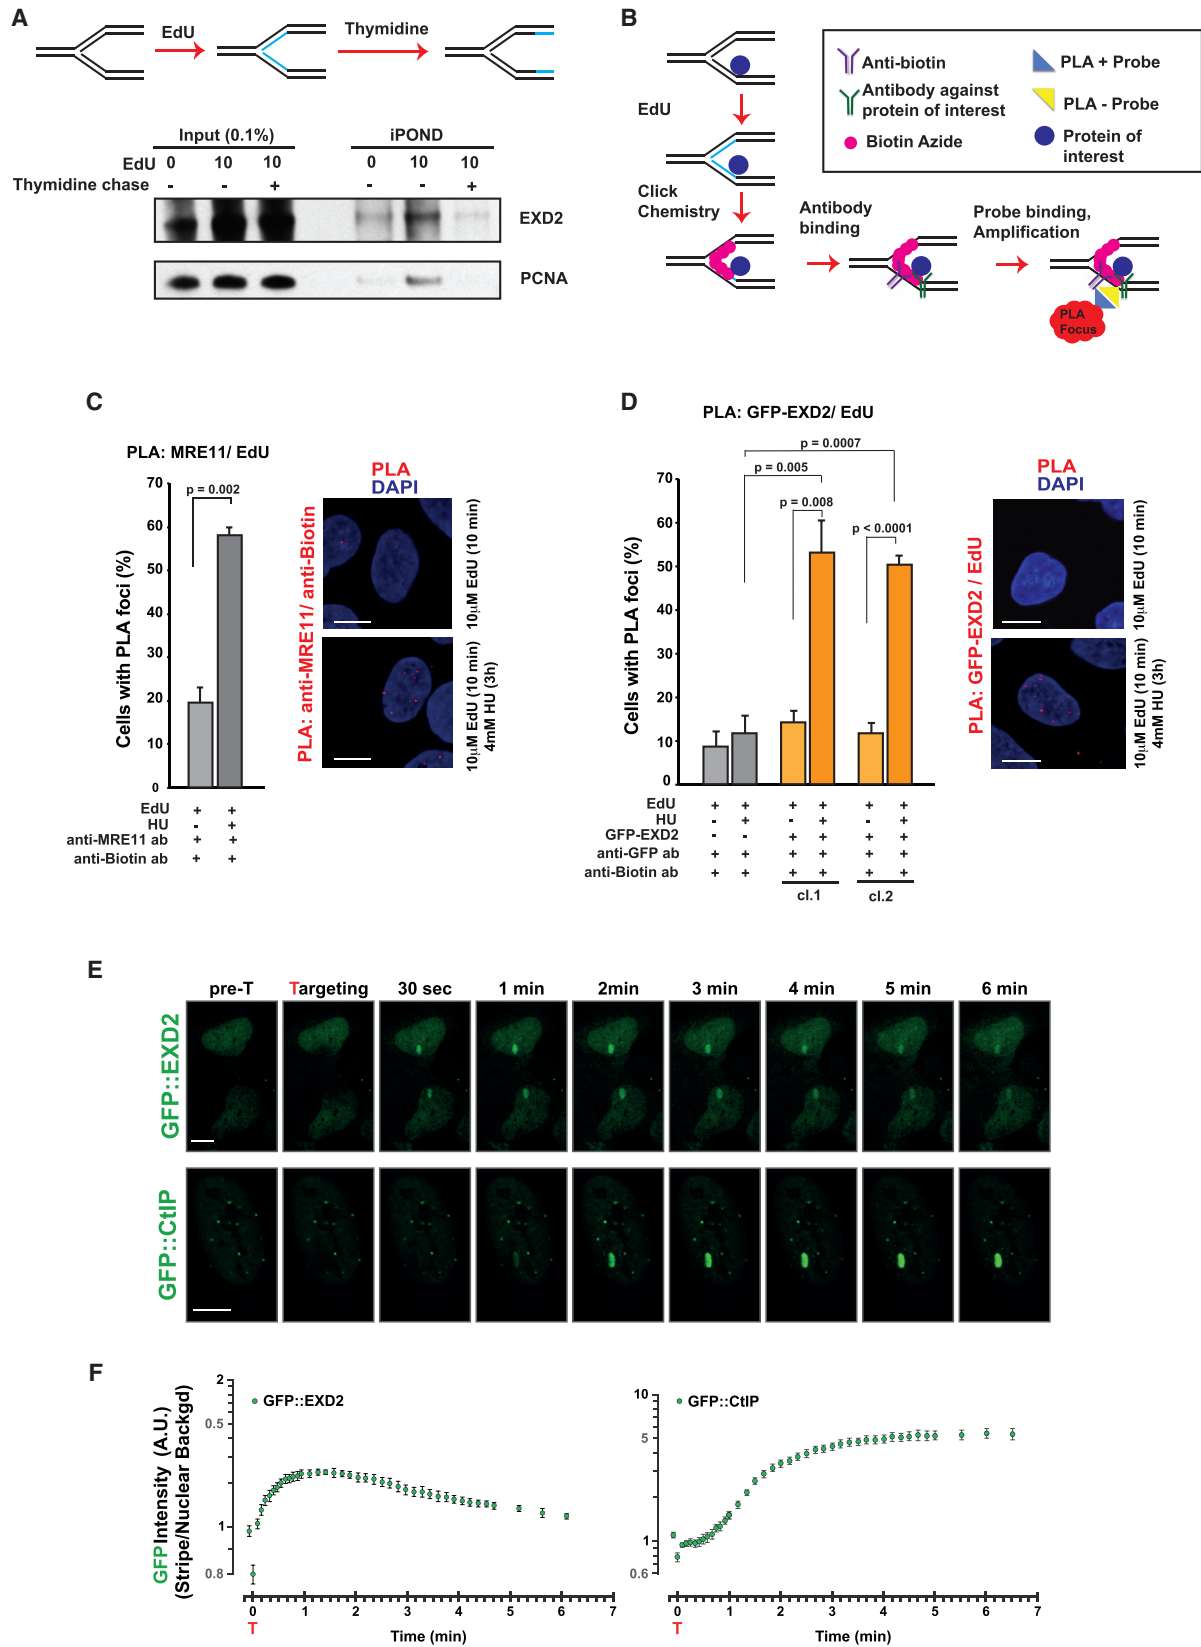 A
EdU
Thymidine
Input (0.1%)
iPOND
EdU 0 10 10 0 10 10
Thymidine chase - - + - - +
EXD2
PCNA
B
EdU
Click
Chemistry
Antibody
binding
Probe binding,
Amplification
PLA
Focus
Anti-biotin
Antibody against
protein of interest
Biotin Azide
PLA + Probe
PLA - Probe
Protein of
interest
C
PLA: MRE11/ EdU
p = 0.002
Cells with PLA foci (%)
70
60
50
40
30
20
10
0
EdU + +
HU - +
anti-MRE11 ab + +
anti-Biotin ab + +
PLA
DAPI
PLA: anti-MRE11/ anti-Biotin
10µM EdU (10 min)
10µM EdU (10 min)
4mM HU (3h)
D
PLA: GFP-EXD2/ EdU
p = 0.0007
p = 0.005
p = 0.008
p < 0.0001
Cells with PLA foci (%)
70
60
50
40
30
20
10
0
EdU + + + + + +
HU - + - + - +
GFP-EXD2 - - + + + +
anti-GFP ab + + + + + +
anti-Biotin ab + + + + + +
cl.1 cl.2
PLA
DAPI
PLA: GFP-EXD2 / EdU
10µM EdU (10 min)
10µM EdU (10 min)
4mM HU (3h)
E
pre-T Targeting 30 sec 1 min 2min 3 min 4 min 5 min 6 min
GFP::EXD2
GFP::CtIP
F
GFP Intensity (A.U.)
(Stripe/Nuclear Backgd)
2
0.5
1
0.8
GFP::EXD2
0 1 2 3 4 5 6 7
T
Time (min)
10
5
2
1
0.6
GFP::CtIP
0 1 2 3 4 5 6 7
T
Time (min)